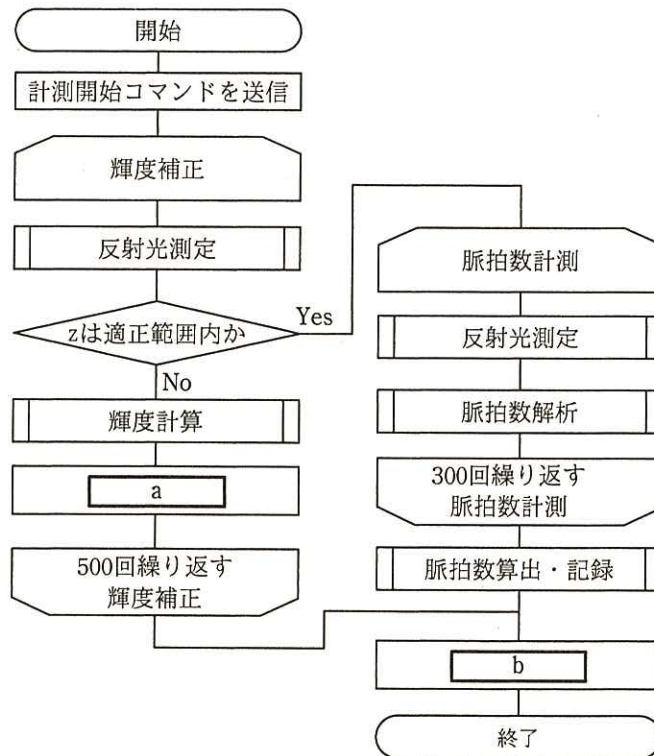 開始
計測開始コマンドを送信
輝度補正
反射光測定
zは適正範囲内か
Yes
No
輝度計算
a
500回繰り返す
輝度補正
脈拍数計測
反射光測定
脈拍数解析
300回繰り返す
脈拍数計測
脈拍数算出・記録
b
終了